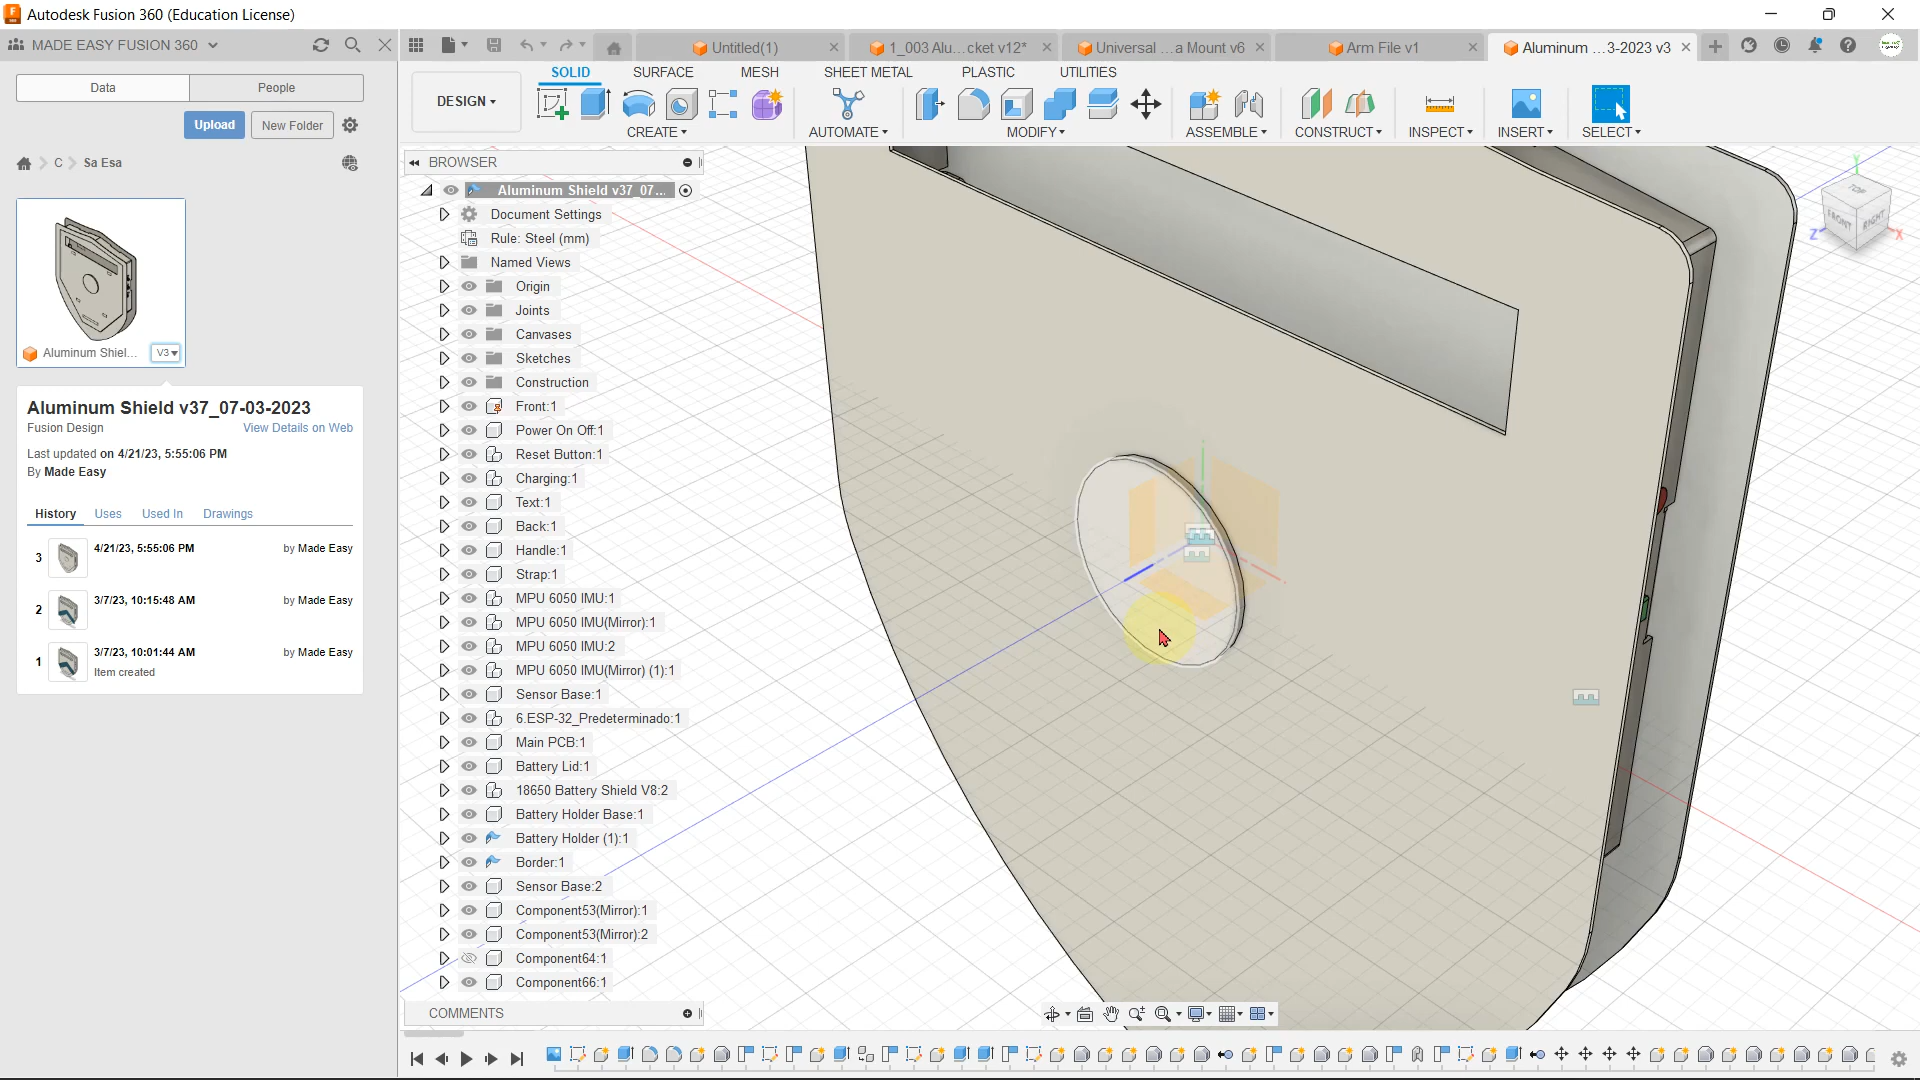 Autodesk Fusion 360 (Education License)
MADE EASY FUSION 360
Untitled(1)
1_003 Alu...cket v12*
Universal ...a Mount v6
Arm File v1
Aluminum ...3-2023 v3
Data
People
Upload
New Folder
C
Sa Esa
DESIGN
SOLID
SURFACE
MESH
SHEET METAL
PLASTIC
UTILITIES
CREATE
AUTOMATE
MODIFY
ASSEMBLE
CONSTRUCT
INSPECT
INSERT
SELECT
Aluminum Shiel...
V3
Aluminum Shield v37_07-03-2023
Fusion Design
View Details on Web
Last updated on 4/21/23, 5:55:06 PM
By Made Easy
History
Uses
Used In
Drawings
3
4/21/23, 5:55:06 PM
by Made Easy
2
3/7/23, 10:15:48 AM
by Made Easy
1
3/7/23, 10:01:44 AM
by Made Easy
Item created
BROWSER
Aluminum Shield v37_07...
Document Settings
Rule: Steel (mm)
Named Views
Origin
Joints
Canvases
Sketches
Construction
Front:1
Power On Off:1
Reset Button:1
Charging:1
Text:1
Back:1
Handle:1
Strap:1
MPU 6050 IMU:1
MPU 6050 IMU(Mirror):1
MPU 6050 IMU:2
MPU 6050 IMU(Mirror) (1):1
Sensor Base:1
6.ESP-32_Predeterminado:1
Main PCB:1
Battery Lid:1
18650 Battery Shield V8:2
Battery Holder Base:1
Battery Holder (1):1
Border:1
Sensor Base:2
Component53(Mirror):1
Component53(Mirror):2
Component64:1
Component66:1
COMMENTS
Y
TOP
FRONT
RIGHT
Z
X